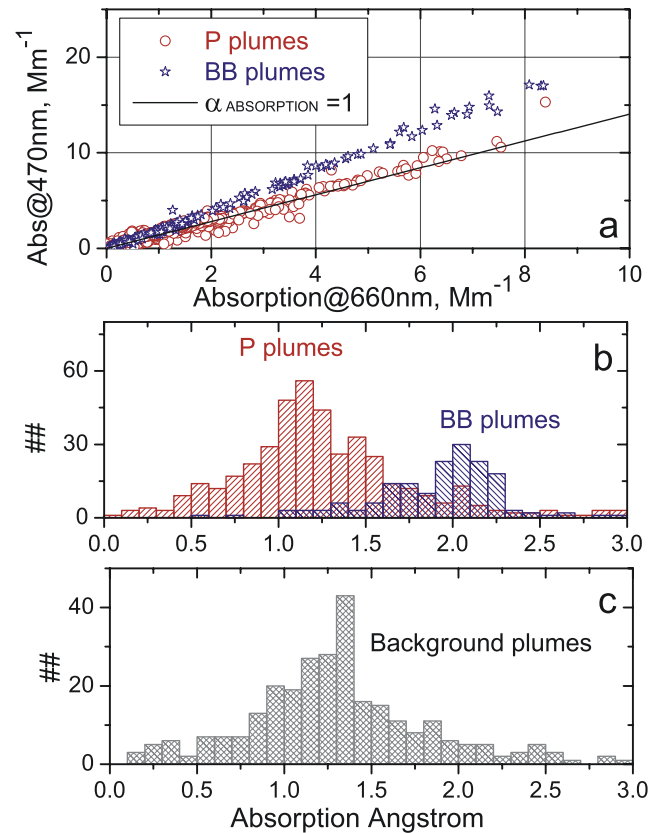 Abs@470nm, Mm-1
20
10
0
P plumes
BB plumes
α ABSORPTION =1
a
0 2 4 6 8 10
Absorption@660nm, Mm-1
##
60
30
0
P plumes
BB plumes
b
0.0 0.5 1.0 1.5 2.0 2.5 3.0
##
40
20
0
Background plumes
c
0.0 0.5 1.0 1.5 2.0 2.5 3.0
Absorption Angstrom